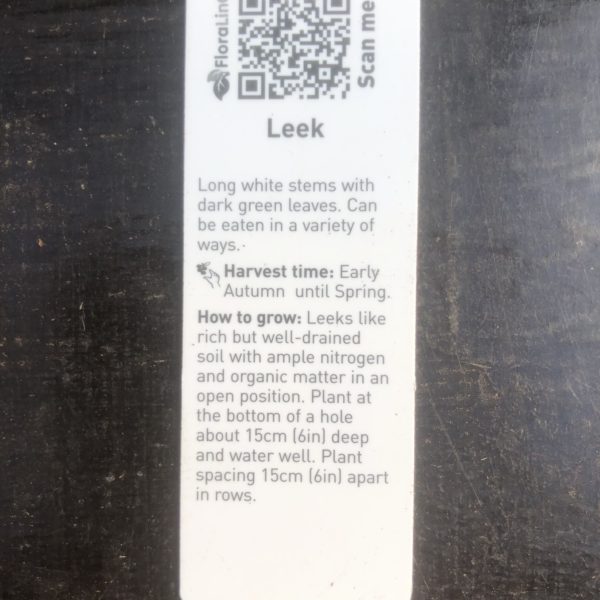 Scan me
Leek
Long white stems with
dark green leaves. Can
be eaten in a variety of
ways.
Harvest time: Early
Autumn until Spring.
How to grow: Leeks like
rich but well-drained
soil with ample nitrogen
and organic matter in an
open position. Plant at
the bottom of a hole
about 15cm (6in) deep
and water well. Plant
spacing 15cm (6in) apart
in rows.